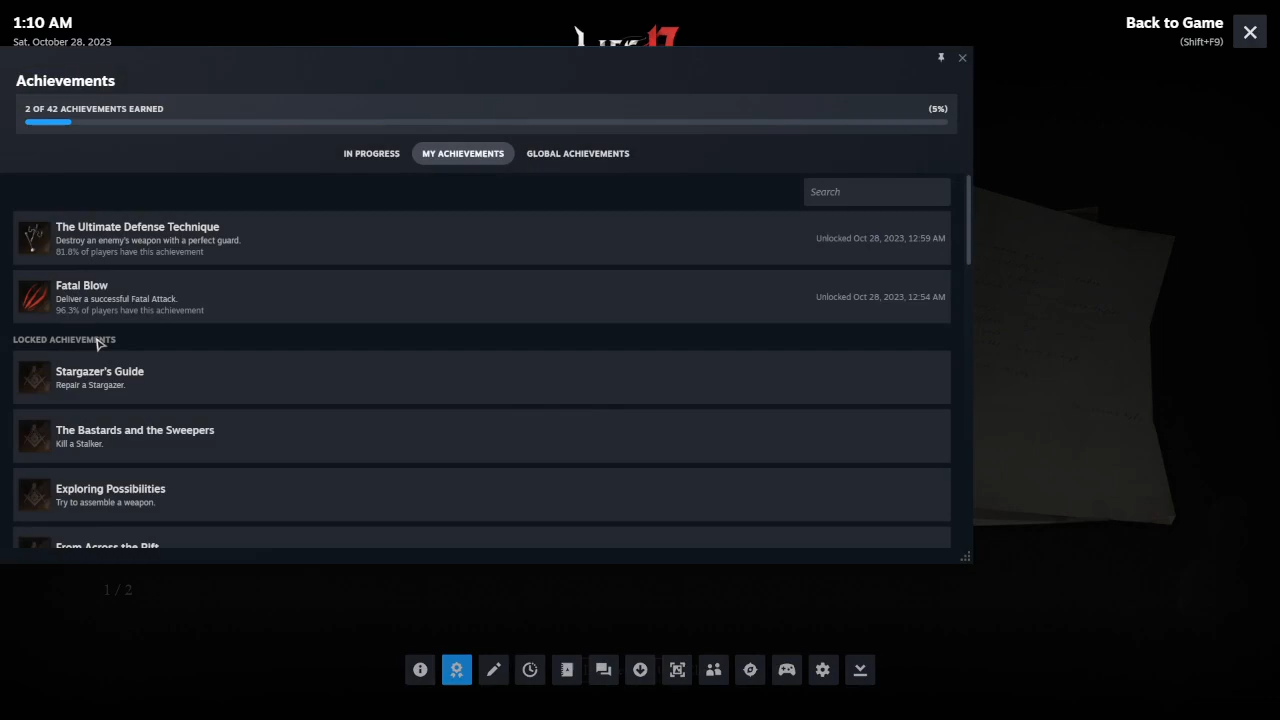 1:10 AM
Sat, October 28, 2023
Back to Game
(Shift+F9)
Achievements
2 OF 42 ACHIEVEMENTS EARNED
(5%)
IN PROGRESS
MY ACHIEVEMENTS
GLOBAL ACHIEVEMENTS
Search
The Ultimate Defense Technique
Destroy an enemy's weapon with a perfect guard.
81.8% of players have this achievement
Unlocked Oct 28, 2023, 12:59 AM
Fatal Blow
Deliver a successful Fatal Attack.
96.3% of players have this achievement
Unlocked Oct 28, 2023, 12:54 AM
LOCKED ACHIEVEMENTS
Stargazer's Guide
Repair a Stargazer.
The Bastards and the Sweepers
Kill a Stalker.
Exploring Possibilities
Try to assemble a weapon.
From Across the Rift
1 / 2